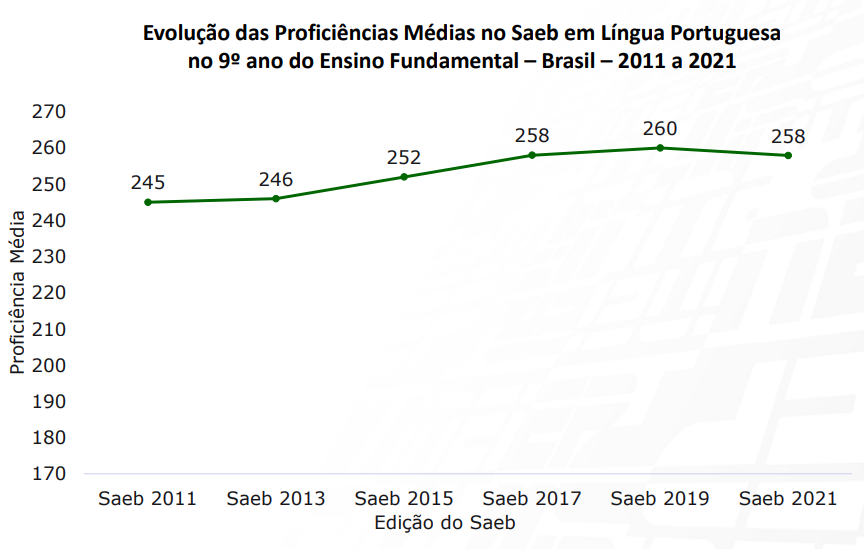 Evolução das Proficiências Médias no Saeb em Língua Portuguesa
no 9º ano do Ensino Fundamental – Brasil – 2011 a 2021
270
260
250
240
230
220
210
200
190
180
170
Proficiência Média
245
246
252
258
260
258
Saeb 2011
Saeb 2013
Saeb 2015
Saeb 2017
Saeb 2019
Saeb 2021
Edição do Saeb